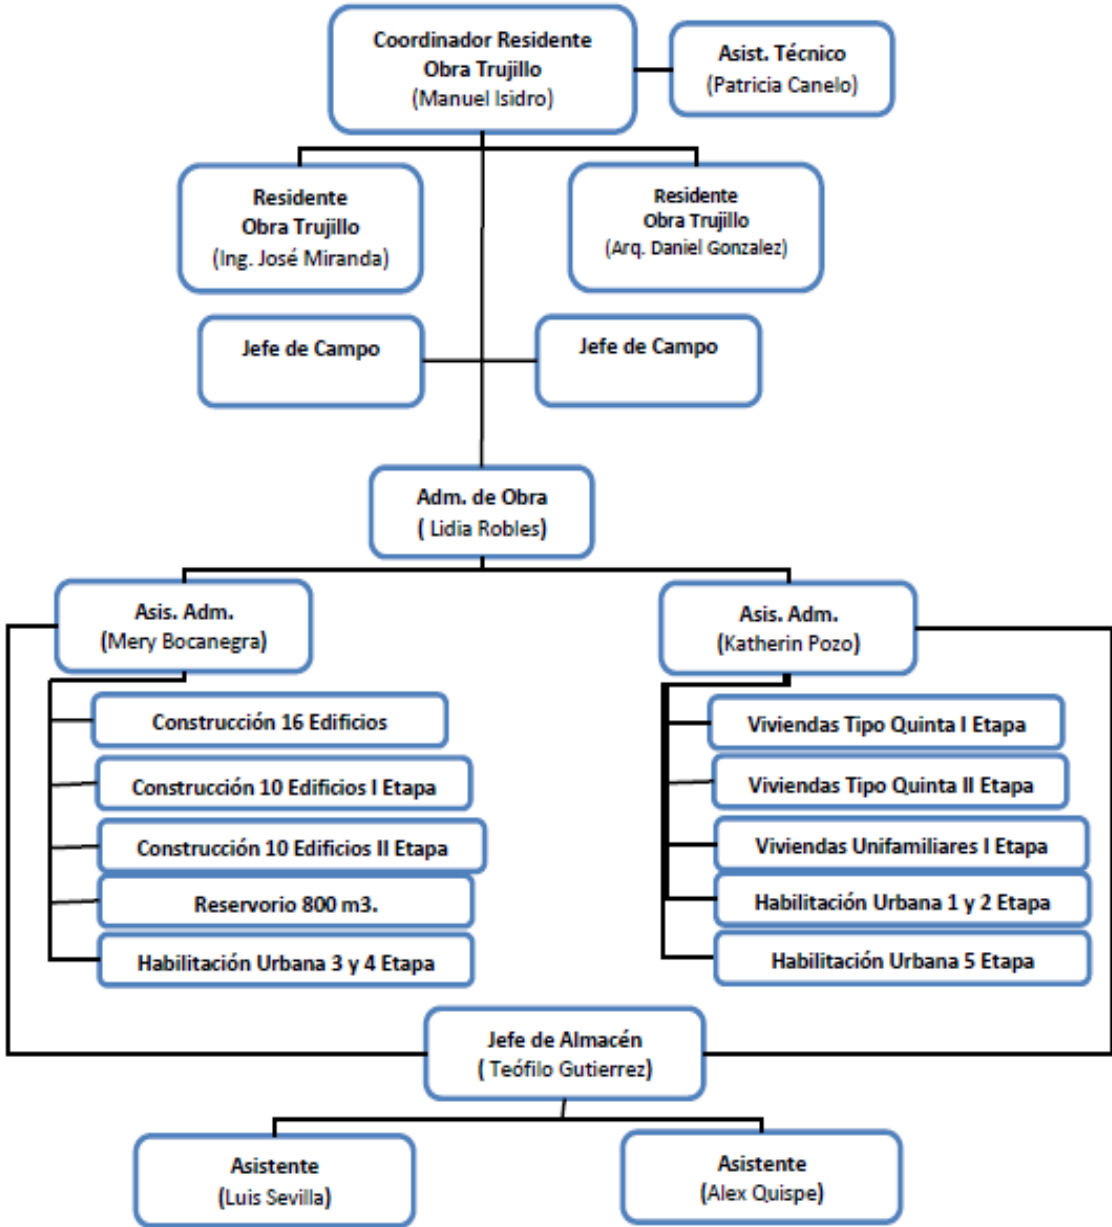 Coordinador Residente
Obra Trujillo
(Manuel Isidro)
Asist. Técnico
(Patricia Canelo)
Residente
Obra Trujillo
(Ing. José Miranda)
Residente
Obra Trujillo
(Arq. Daniel Gonzalez)
Jefe de Campo
Jefe de Campo
Adm. de Obra
( Lidia Robles)
Asis. Adm.
(Mery Bocanegra)
Asis. Adm.
(Katherin Pozo)
Construcción 16 Edificios
Construcción 10 Edificios I Etapa
Construcción 10 Edificios II Etapa
Reservorio 800 m3.
Habilitación Urbana 3 y 4 Etapa
Viviendas Tipo Quinta I Etapa
Viviendas Tipo Quinta II Etapa
Viviendas Unifamiliares I Etapa
Habilitación Urbana 1 y 2 Etapa
Habilitación Urbana 5 Etapa
Jefe de Almacén
( Teófilo Gutierrez)
Asistente
(Luis Sevilla)
Asistente
(Alex Quispe)